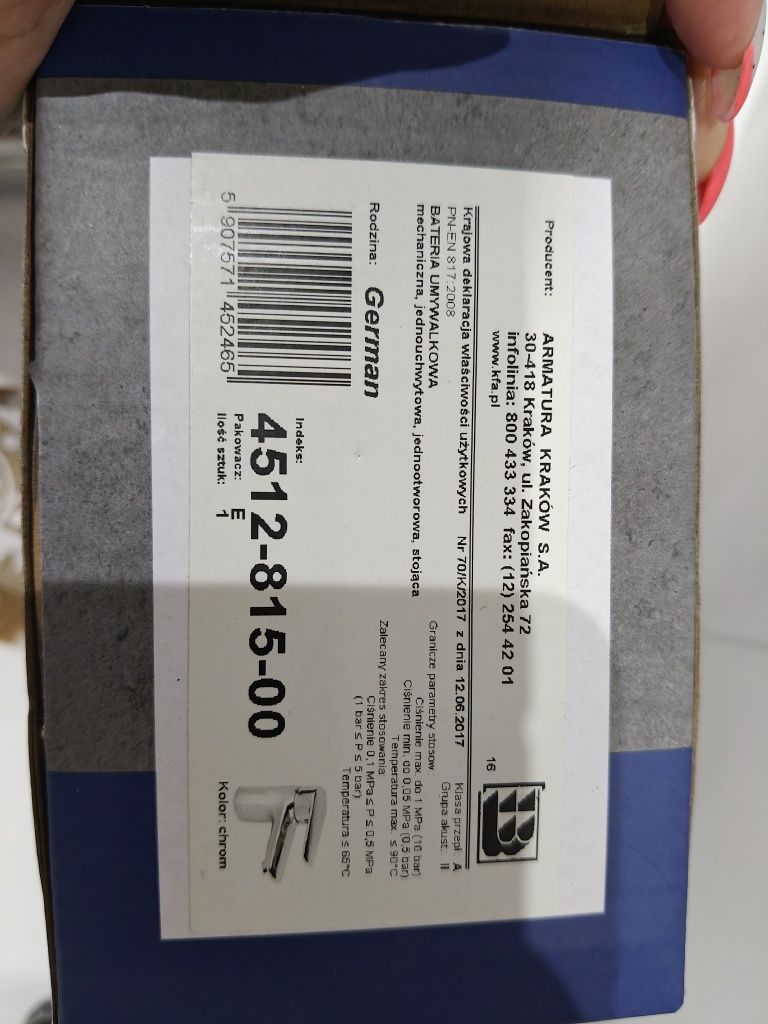 Producent:
ARMATURA KRAKÓW S.A.
30-418 Kraków, ul. Zakopiańska 72
infolinia: 800 433 334 fax: (12) 254 42 01
www.kfa.pl
16
Krajowa deklaracja właściwości użytkowych Nr 70/K/2017 z dnia 12.06.2017
PN-EN 817:2008
Klasa przepł. A
Grupa akust. II
BATERIA UMYWALKOWA
mechaniczna, jednouchwytowa, jednootworowa, stojąca
Granicze parametry stosow.:
Ciśnienie max. do 1 MPa (10 bar)
Ciśnienie min. do 0,05 MPa (0,5 bar)
Temperatura max. ≤ 90°C
Zalecany zakres stosowania:
Ciśnienie 0,1 MPa ≤ P ≤ 0,5 MPa
(1 bar ≤ P ≤ 5 bar)
Temperatura ≤ 65°C
Rodzina: German
5 907571 452465
Indeks:
4512-815-00
Pakowacz: E
Ilość sztuk: 1
Kolor: chrom